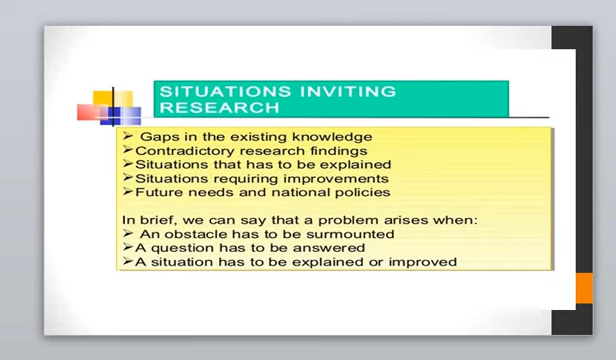 SITUATIONS INVITING
RESEARCH
➢ Gaps in the existing knowledge
➢Contradictory research findings
➢Situations that has to be explained
➢Situations requiring improvements
➢Future needs and national policies
In brief, we can say that a problem arises when:
➢ An obstacle has to be surmounted
➢A question has to be answered
➢A situation has to be explained or improved